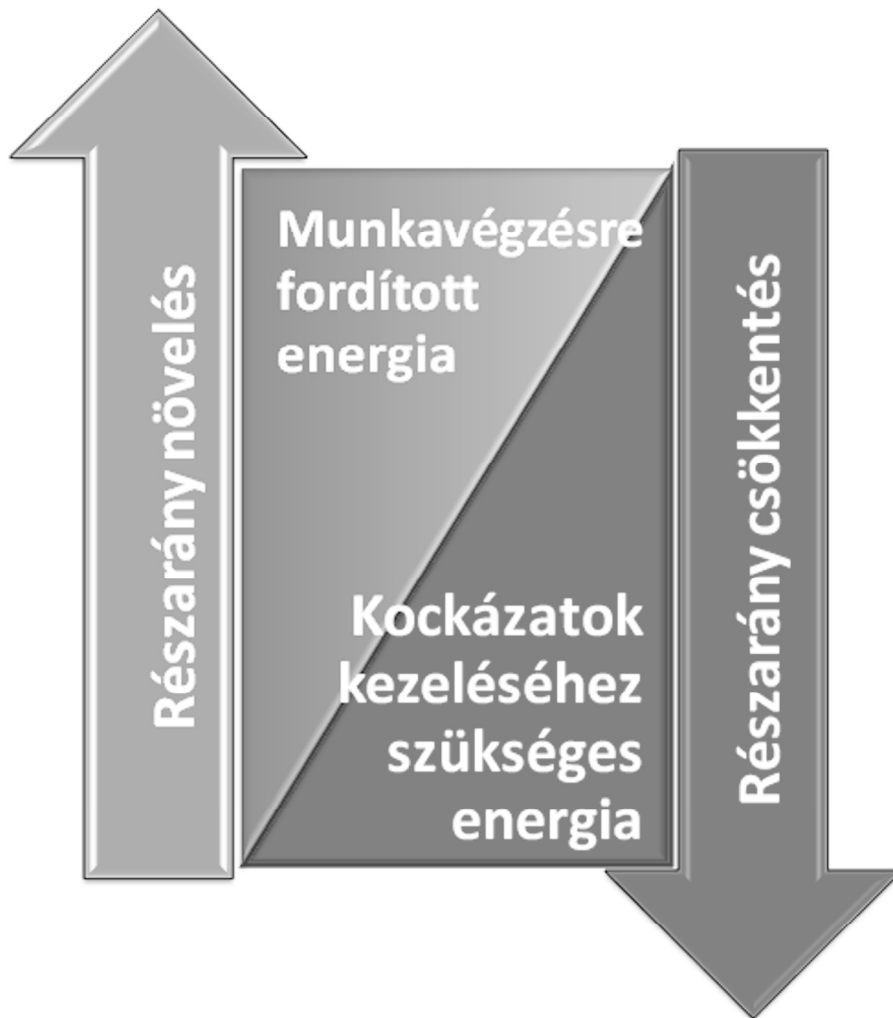 Részarány növelés
Munkavégzésre
fordított
energia
Kockázatok
kezeléséhez
szükséges
energia
Részarány csökkentés